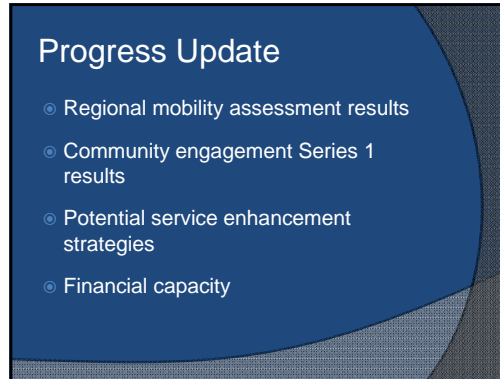 Progress Update
Regional mobility assessment results
Community engagement Series 1
results
Potential service enhancement
strategies
Financial capacity